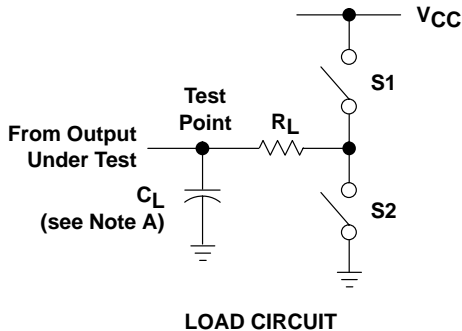 VCC
S1
Test
Point
RL
From Output
Under Test
CL
(see Note A)
S2
LOAD CIRCUIT